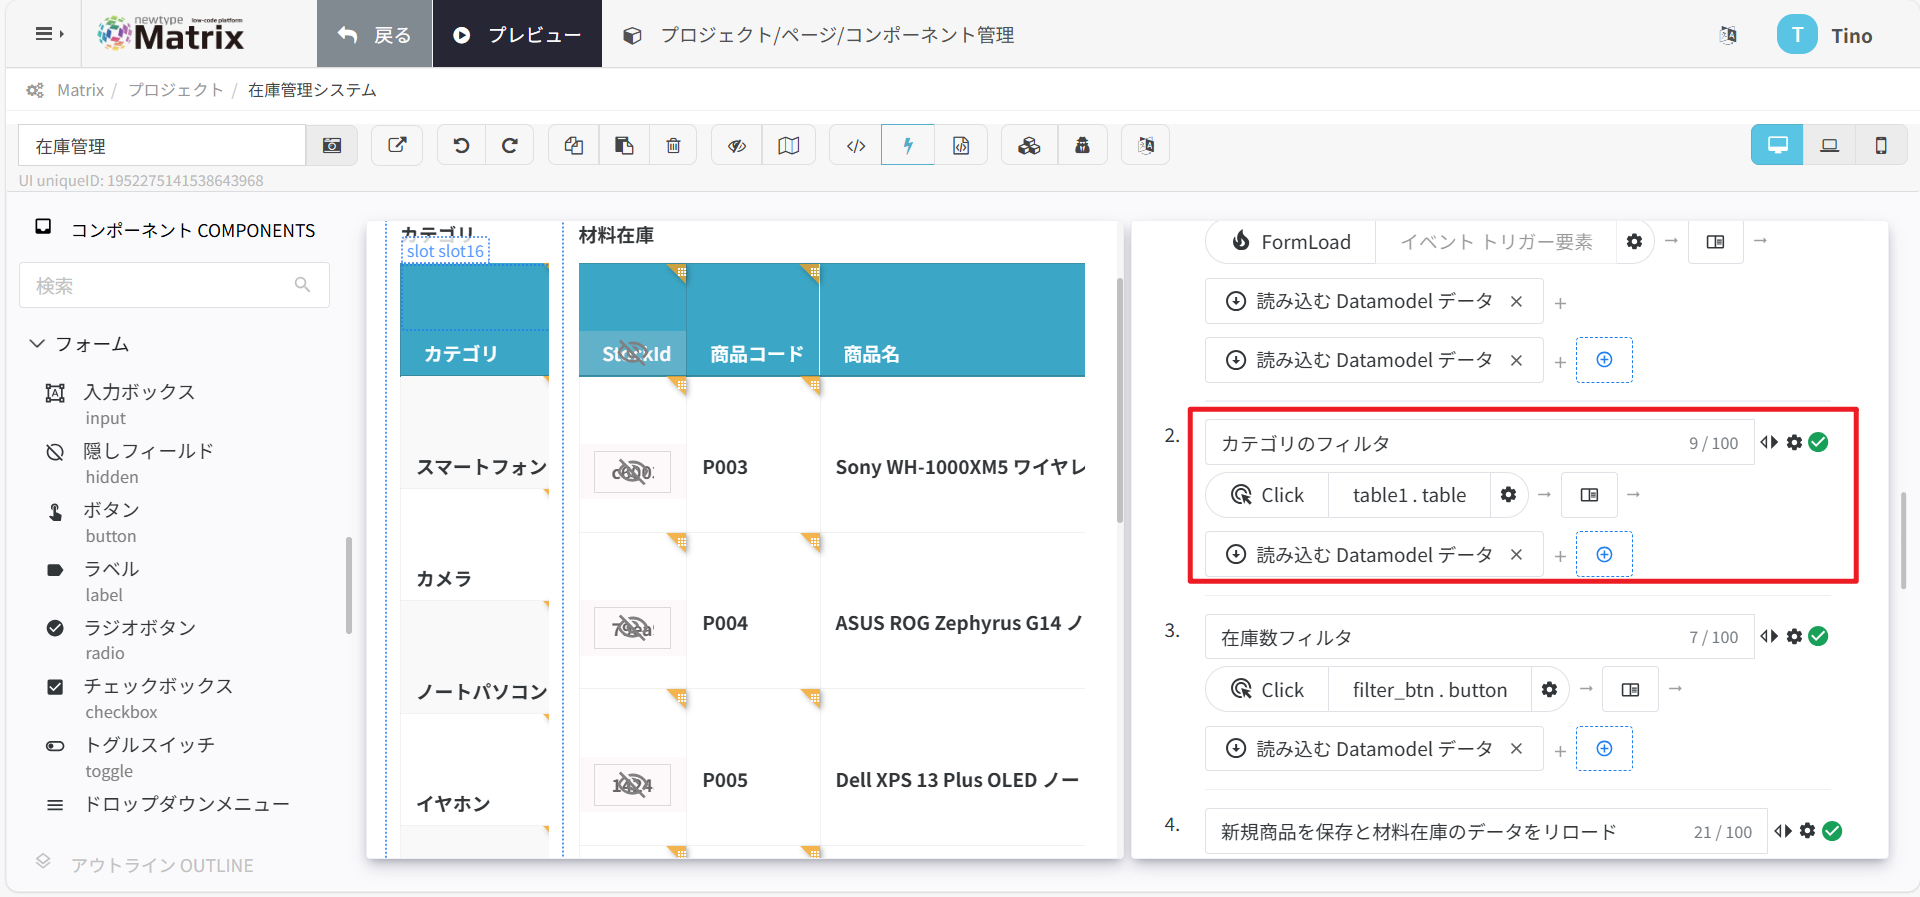 newtype low-code platform
Matrix
戻る
プレビュー
プロジェクト/ページ/コンポーネント管理
T
Tino
Matrix / プロジェクト / 在庫管理システム
在庫管理
UI uniqueID: 1952275141538643968
コンポーネント COMPONENTS
検索
フォーム
入力ボックス
input
隠しフィールド
hidden
ボタン
button
ラベル
label
ラジオボタン
radio
チェックボックス
checkbox
トグルスイッチ
toggle
ドロップダウンメニュー
アウトライン OUTLINE
カテゴリ
slot slot16
カテゴリ
スマートフォン
カメラ
ノートパソコン
イヤホン
材料在庫
商品コード
商品名
P003
Sony WH-1000XM5 ワイヤレ
P004
ASUS ROG Zephyrus G14 ノ
P005
Dell XPS 13 Plus OLED ノー
FormLoad
イベント トリガー要素
読み込む Datamodel データ
読み込む Datamodel データ
2.
カテゴリのフィルタ
9 / 100
Click
table1 . table
読み込む Datamodel データ
3.
在庫数フィルタ
7 / 100
Click
filter_btn . button
読み込む Datamodel データ
4.
新規商品を保存と材料在庫のデータをリロード
21 / 100